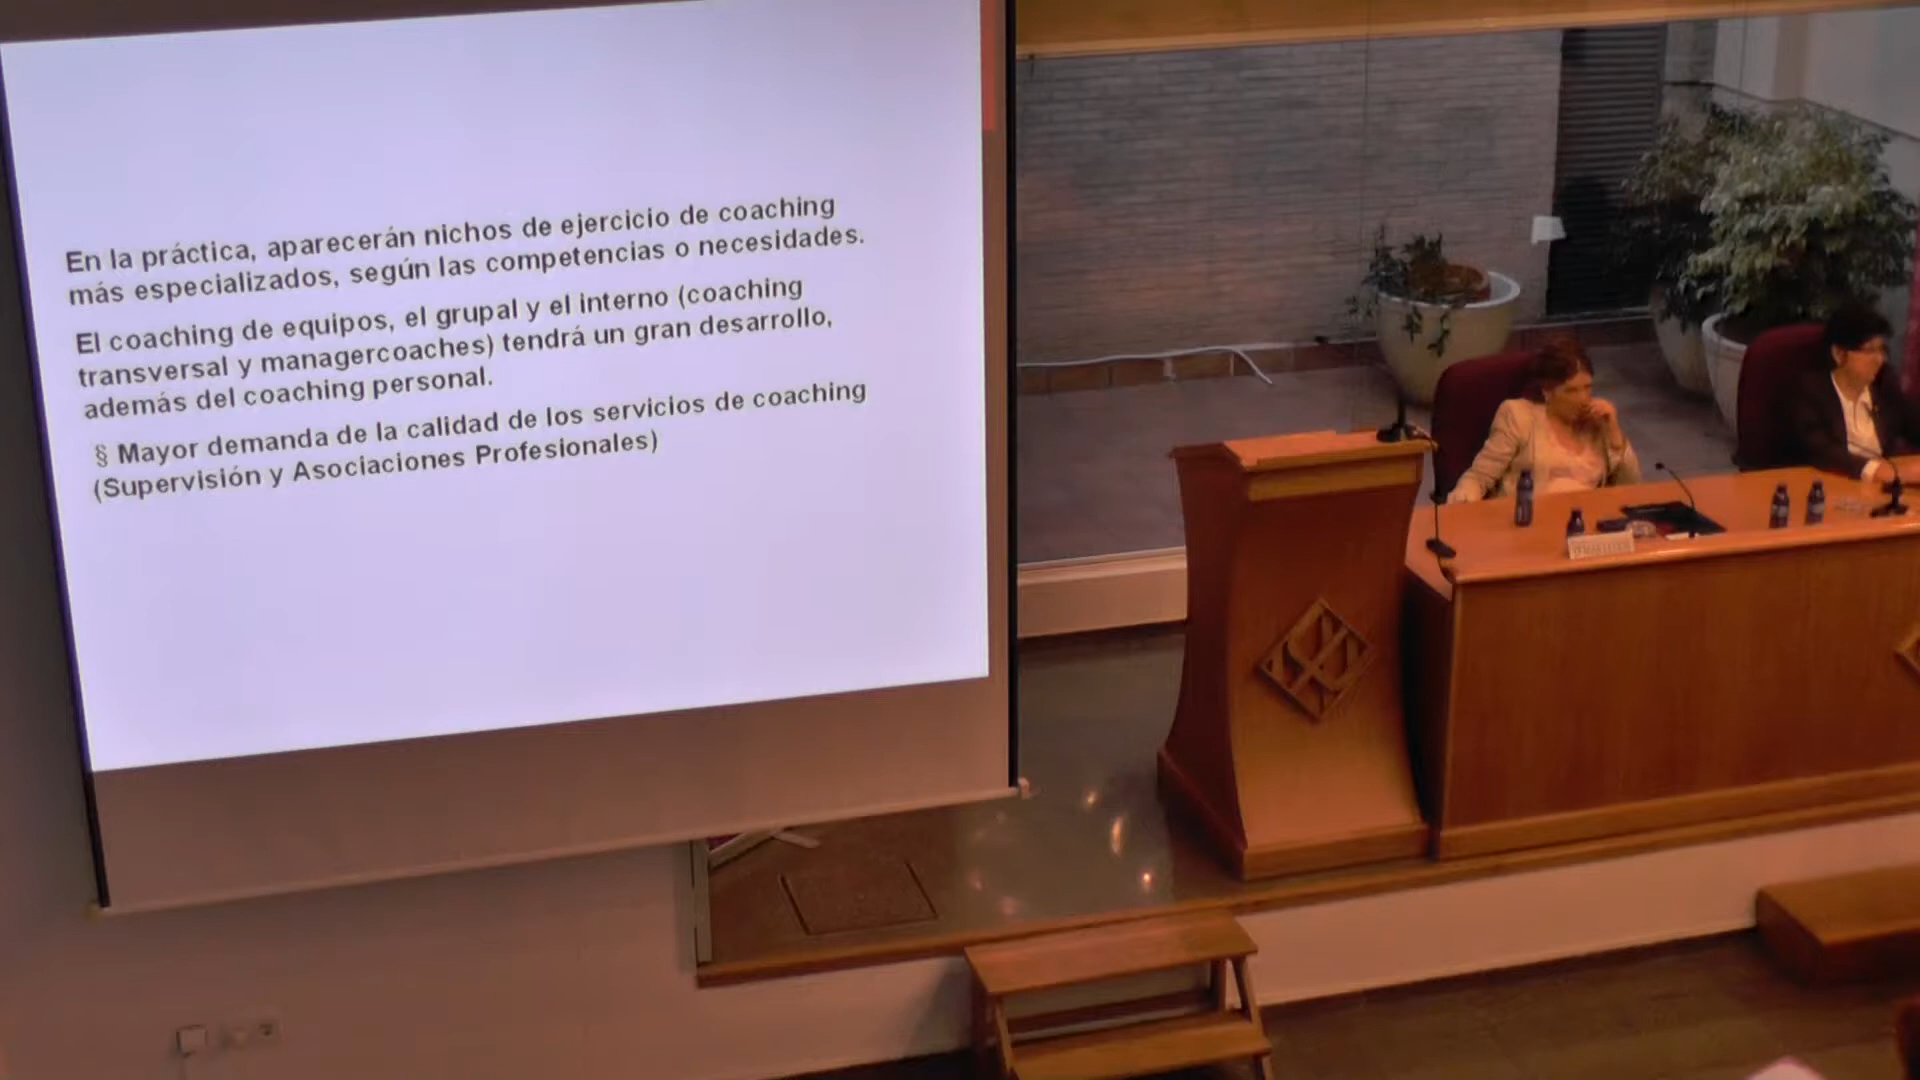 En la práctica, aparecerán nichos de ejercicio de coaching
más especializados, según las competencias o necesidades.
El coaching de equipos, el grupal y el interno (coaching
transversal y managercoaches) tendrá un gran desarrollo,
además del coaching personal.
§ Mayor demanda de la calidad de los servicios de coaching
(Supervisión y Asociaciones Profesionales)